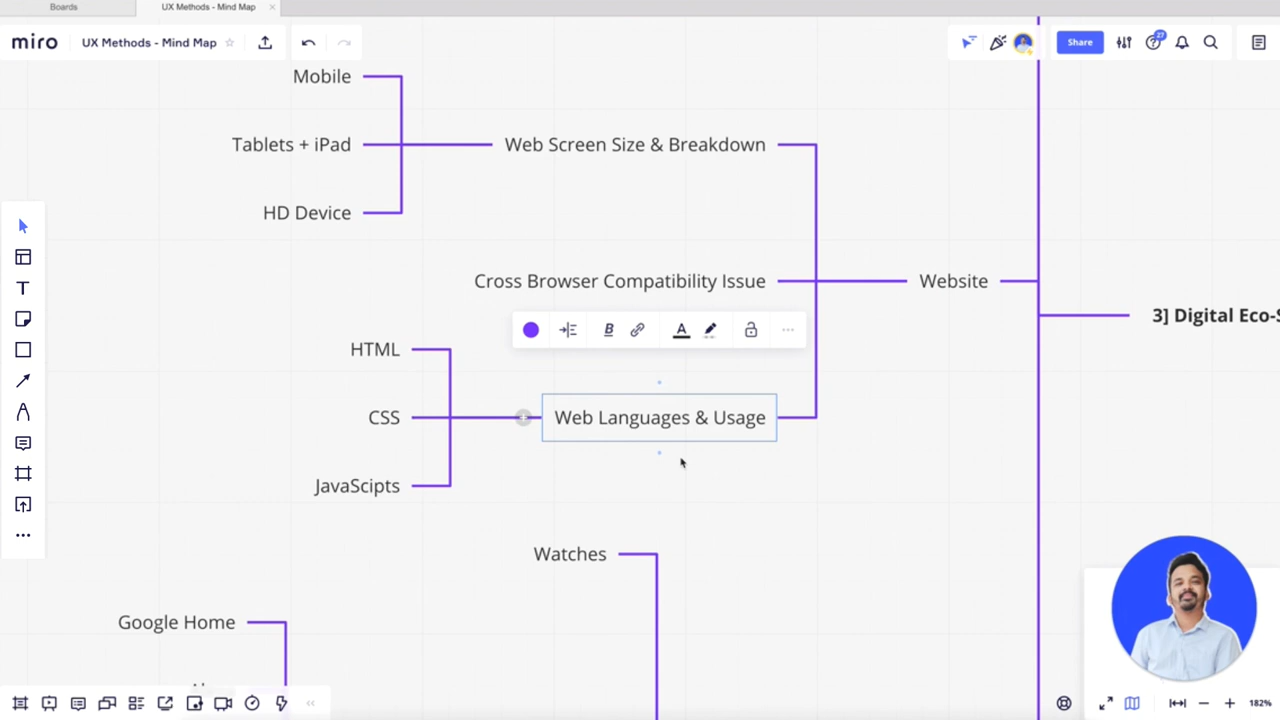 Boards
UX Methods - Mind Map
miro
UX Methods - Mind Map
27
Share
Mobile
Tablets + iPad
Web Screen Size & Breakdown
HD Device
Cross Browser Compatibility Issue
Website
3] Digital Eco-S
B
A
HTML
CSS
Web Languages & Usage
JavaScipts
Watches
Google Home
182%